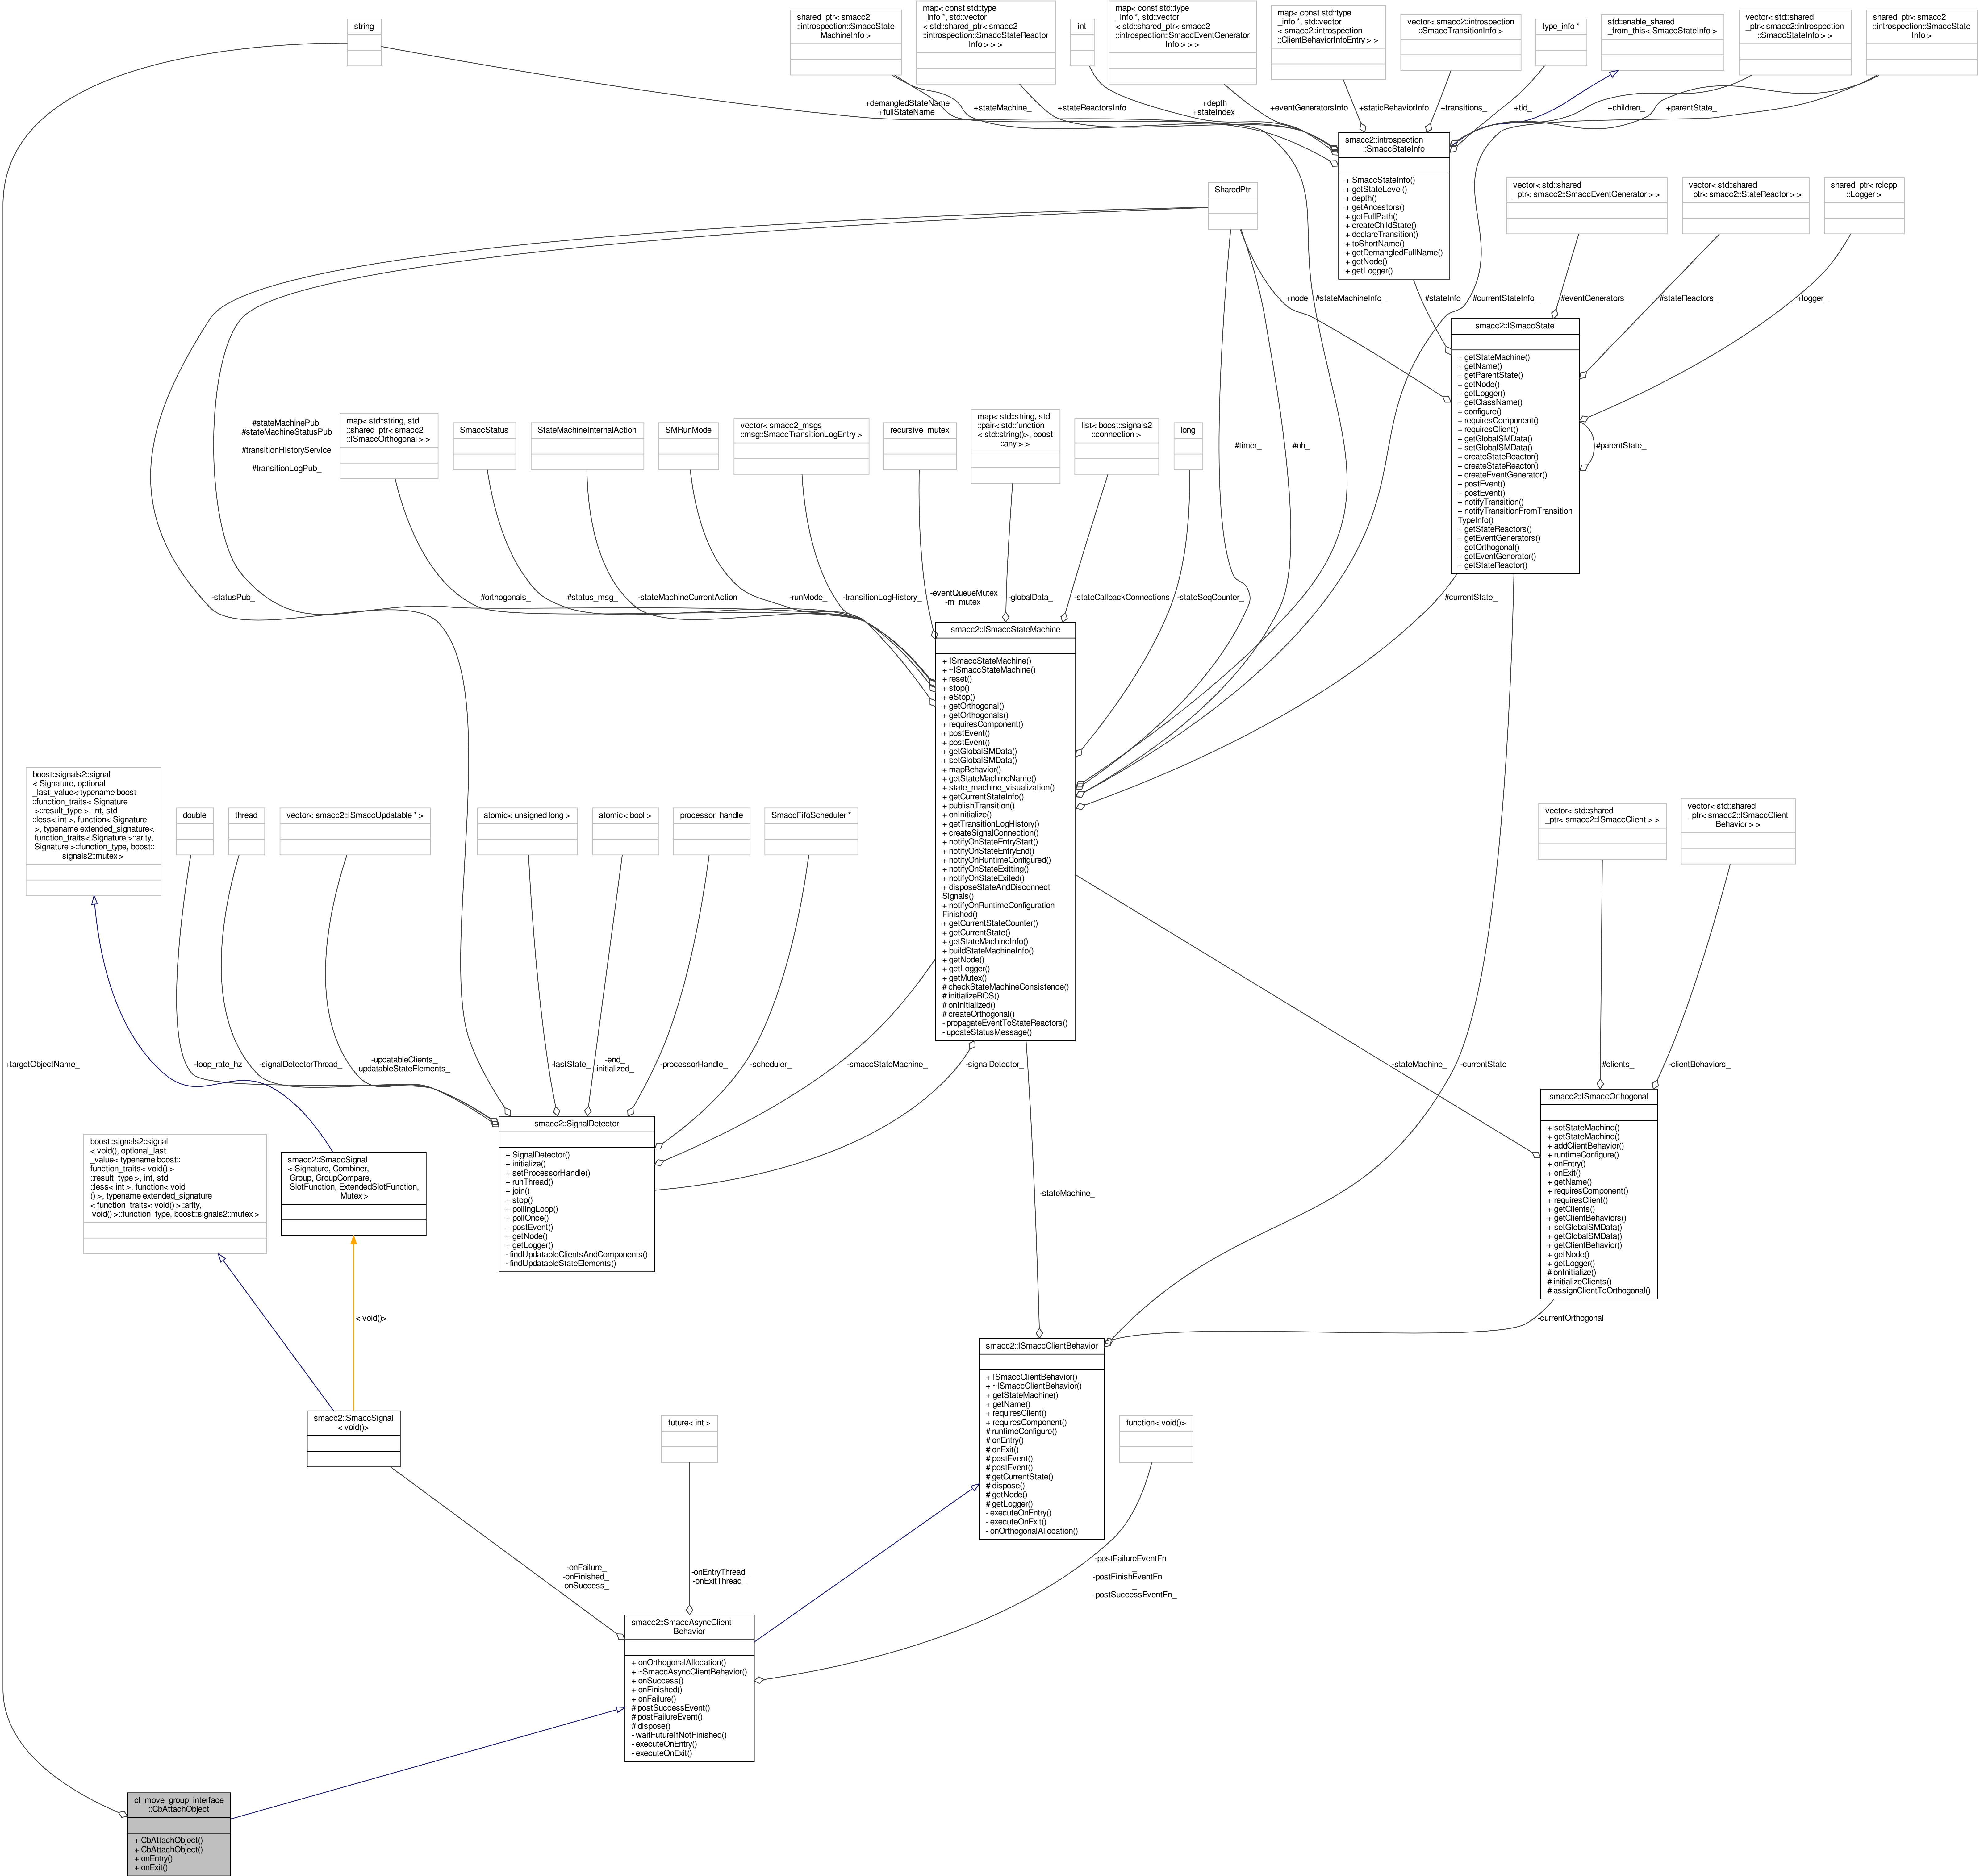 string
shared_ptr< smacc2
::introspection::SmaccState
MachineInfo >
map< const std::type
_info *, std::vector
< std::shared_ptr< smacc2
::introspection::SmaccStateReactor
Info > > >
int
map< const std::type
_info *, std::vector
< std::shared_ptr< smacc2
::introspection::SmaccEventGenerator
Info > > >
map< const std::type
_info *, std::vector
< smacc2::introspection
::ClientBehaviorInfoEntry > >
vector< smacc2::introspection
::SmaccTransitionInfo >
type_info *
std::enable_shared
_from_this< SmaccStateInfo >
vector< std::shared
_ptr< smacc2::introspection
::SmaccStateInfo > >
shared_ptr< smacc2
::introspection::SmaccState
Info >
+demangledStateName
+fullStateName
+stateMachine_
+stateReactorsInfo
+depth_
+stateIndex_
+eventGeneratorsInfo
+staticBehaviorInfo
+transitions_
+tid_
+children_
+parentState_
smacc2::introspection
::SmaccStateInfo
+ SmaccStateInfo()
+ getStateLevel()
+ depth()
+ getAncestors()
+ getFullPath()
+ createChildState()
+ declareTransition()
+ toShortName()
+ getDemangledFullName()
+ getNode()
+ getLogger()
SharedPtr
vector< std::shared
_ptr< smacc2::SmaccEventGenerator > >
vector< std::shared
_ptr< smacc2::StateReactor > >
shared_ptr< rclcpp
::Logger >
+node_
#stateMachineInfo_
#stateInfo_
#currentStateInfo_
#eventGenerators_
#stateReactors_
+logger_
smacc2::ISmaccState
+ getStateMachine()
+ getName()
+ getParentState()
+ getNode()
+ getLogger()
+ getClassName()
+ configure()
+ requiresComponent()
+ requiresClient()
+ getGlobalSMData()
+ setGlobalSMData()
+ createStateReactor()
+ createStateReactor()
+ createEventGenerator()
+ postEvent()
+ postEvent()
+ notifyTransition()
+ notifyTransitionFromTransition
TypeInfo()
+ getStateReactors()
+ getEventGenerators()
+ getOrthogonal()
+ getEventGenerator()
+ getStateReactor()
#parentState_
#stateMachinePub_
#stateMachineStatusPub
_
#transitionHistoryService
_
#transitionLogPub_
map< std::string, std
::shared_ptr< smacc2
::ISmaccOrthogonal > >
SmaccStatus
StateMachineInternalAction
SMRunMode
vector< smacc2_msgs
::msg::SmaccTransitionLogEntry >
recursive_mutex
map< std::string, std
::pair< std::function
< std::string()>, boost
::any > >
list< boost::signals2
::connection >
long
#timer_
#nh_
-statusPub_
#orthogonals_
#status_msg_
-stateMachineCurrentAction
-runMode_
-transitionLogHistory_
-eventQueueMutex_
-m_mutex_
-globalData_
-stateCallbackConnections
-stateSeqCounter_
#currentState_
smacc2::ISmaccStateMachine
+ ISmaccStateMachine()
+ ~ISmaccStateMachine()
+ reset()
+ stop()
+ eStop()
+ getOrthogonal()
+ getOrthogonals()
+ requiresComponent()
+ postEvent()
+ postEvent()
+ getGlobalSMData()
+ setGlobalSMData()
+ mapBehavior()
+ getStateMachineName()
+ state_machine_visualization()
+ getCurrentStateInfo()
+ publishTransition()
+ onInitialize()
+ getTransitionLogHistory()
+ createSignalConnection()
+ notifyOnStateEntryStart()
+ notifyOnStateEntryEnd()
+ notifyOnRuntimeConfigured()
+ notifyOnStateExitting()
+ notifyOnStateExited()
+ disposeStateAndDisconnect
Signals()
+ notifyOnRuntimeConfiguration
Finished()
+ getCurrentStateCounter()
+ getCurrentState()
+ getStateMachineInfo()
+ buildStateMachineInfo()
+ getNode()
+ getLogger()
+ getMutex()
# checkStateMachineConsistence()
# initializeROS()
# onInitialized()
# createOrthogonal()
- propagateEventToStateReactors()
- updateStatusMessage()
boost::signals2::signal
< Signature, optional
_last_value< typename boost
::function_traits< Signature
>::result_type >, int, std
::less< int >, function< Signature
>, typename extended_signature<
function_traits< Signature >::arity,
Signature >::function_type, boost::
signals2::mutex >
double
thread
vector< smacc2::ISmaccUpdatable * >
atomic< unsigned long >
atomic< bool >
processor_handle
SmaccFifoScheduler *
vector< std::shared
_ptr< smacc2::ISmaccClient > >
vector< std::shared
_ptr< smacc2::ISmaccClient
Behavior > >
+targetObjectName_
-loop_rate_hz
-signalDetectorThread_
-updatableClients_
-updatableStateElements_
-lastState_
-end_
-initialized_
-processorHandle_
-scheduler_
-smaccStateMachine_
-signalDetector_
-stateMachine_
-currentState
#clients_
-clientBehaviors_
smacc2::ISmaccOrthogonal
+ setStateMachine()
+ getStateMachine()
+ addClientBehavior()
+ runtimeConfigure()
+ onEntry()
+ onExit()
+ getName()
+ requiresComponent()
+ requiresClient()
+ getClients()
+ getClientBehaviors()
+ setGlobalSMData()
+ getGlobalSMData()
+ getClientBehavior()
+ getNode()
+ getLogger()
# onInitialize()
# initializeClients()
# assignClientToOrthogonal()
smacc2::SignalDetector
+ SignalDetector()
+ initialize()
+ setProcessorHandle()
+ runThread()
+ join()
+ stop()
+ pollingLoop()
+ pollOnce()
+ postEvent()
+ getNode()
+ getLogger()
- findUpdatableClientsAndComponents()
- findUpdatableStateElements()
boost::signals2::signal
< void(), optional_last
_value< typename boost::
function_traits< void() >
::result_type >, int, std
::less< int >, function< void
() >, typename extended_signature
< function_traits< void() >::arity,
void() >::function_type, boost::signals2::mutex >
smacc2::SmaccSignal
< Signature, Combiner,
Group, GroupCompare,
SlotFunction, ExtendedSlotFunction,
Mutex >
-stateMachine_
< void()>
-currentOrthogonal
smacc2::ISmaccClientBehavior
+ ISmaccClientBehavior()
+ ~ISmaccClientBehavior()
+ getStateMachine()
+ getName()
+ requiresClient()
+ requiresComponent()
# runtimeConfigure()
# onEntry()
# onExit()
# postEvent()
# postEvent()
# getCurrentState()
# dispose()
# getNode()
# getLogger()
- executeOnEntry()
- executeOnExit()
- onOrthogonalAllocation()
smacc2::SmaccSignal
< void()>
future< int >
function< void()>
-onFailure_
-onFinished_
-onSuccess_
-onEntryThread_
-onExitThread_
-postFailureEventFn
_
-postFinishEventFn
_
-postSuccessEventFn_
smacc2::SmaccAsyncClient
Behavior
+ onOrthogonalAllocation()
+ ~SmaccAsyncClientBehavior()
+ onSuccess()
+ onFinished()
+ onFailure()
# postSuccessEvent()
# postFailureEvent()
# dispose()
- waitFutureIfNotFinished()
- executeOnEntry()
- executeOnExit()
cl_move_group_interface
::CbAttachObject
+ CbAttachObject()
+ CbAttachObject()
+ onEntry()
+ onExit()